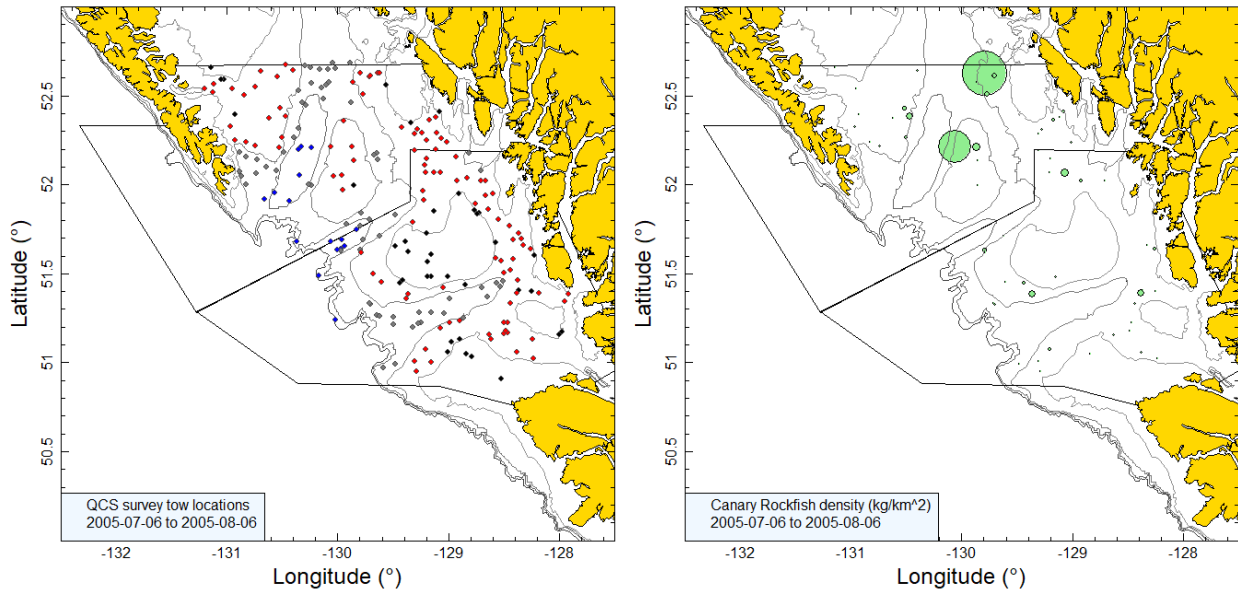 52.5
52
51.5
51
50.5
Latitude (°)
QCS survey tow locations
2005-07-06 to 2005-08-06
-132
-131
-130
-129
-128
Longitude (°)
52.5
52
51.5
51
50.5
Latitude (°)
Canary Rockfish density (kg/km^2)
2005-07-06 to 2005-08-06
-132
-131
-130
-129
-128
Longitude (°)